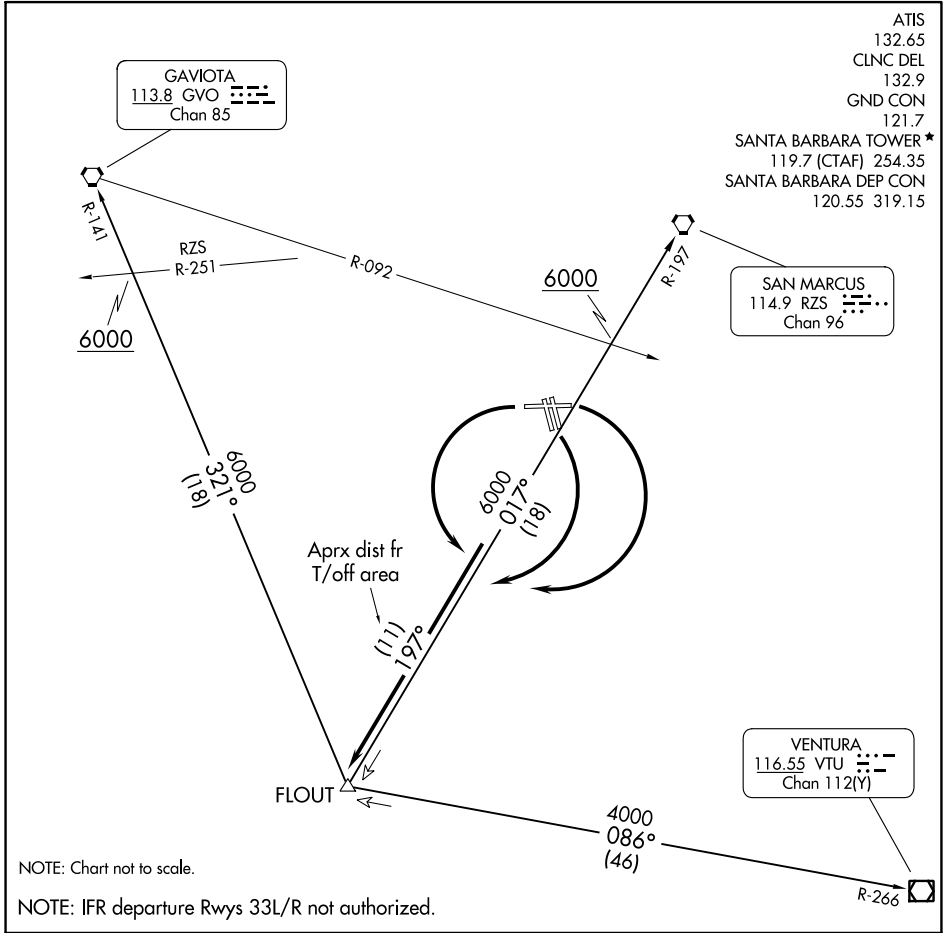 ATIS
132.65
CLNC DEL
132.9
GND CON
121.7
SANTA BARBARA TOWER★
119.7 (CTAF) 254.35
SANTA BARBARA DEP CON
120.55 319.15
GAVIOTA
113.8 GVO
Chan 85
R-141
RZS
R-251
R-092
6000
R-197
6000
SAN MARCUS
114.9 RZS
Chan 96
6000
321°
(18)
6000
017°
(18)
Aprx dist fr
T/off area
(11)
197°
FLOUT
VENTURA
116.55 VTU
Chan 112(Y)
4000
086°
(46)
R-266
NOTE: Chart not to scale.
NOTE: IFR departure Rwys 33L/R not authorized.